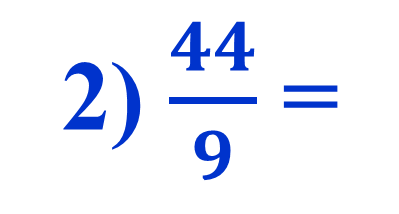 2) 44/9 =